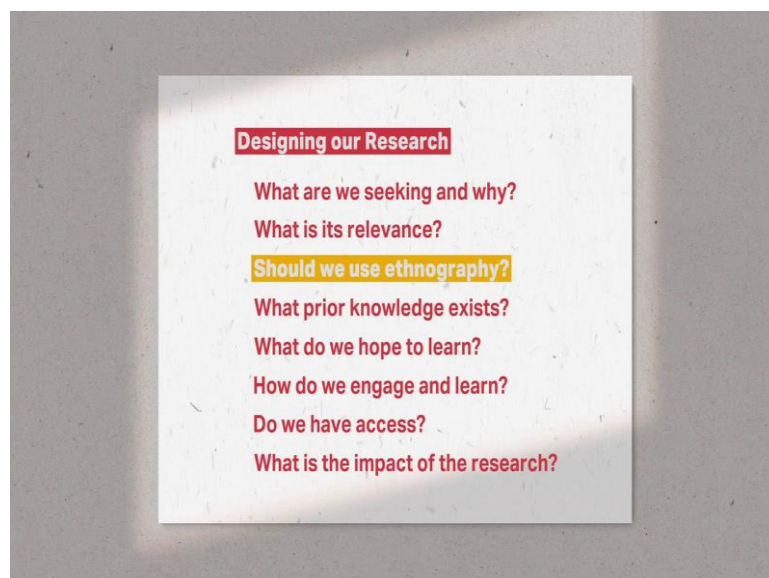 Designing our Research
What are we seeking and why?
What is its relevance?
Should we use ethnography?
What prior knowledge exists?
What do we hope to learn?
How do we engage and learn?
Do we have access?
What is the impact of the research?